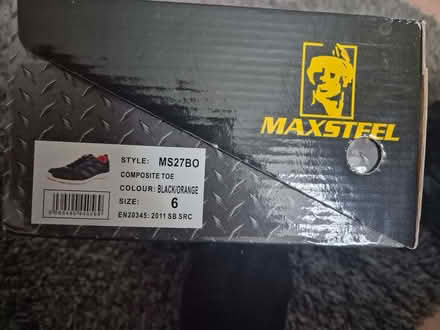 MAXSTEEL
STYLE: MS27BO
COMPOSITE TOE
COLOUR: BLACK/ORANGE
SIZE: 6
EN20345: 2011 SB SRC